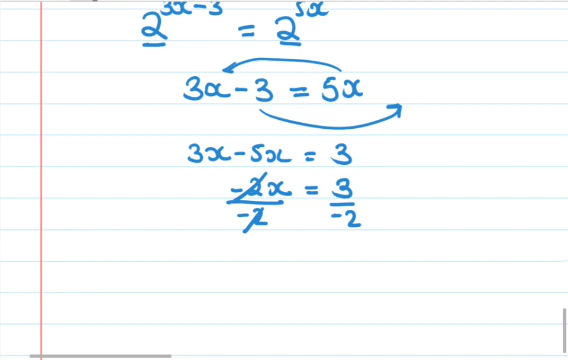 2^(3x-3) = 2^(5x)
3x - 3 = 5x
3x - 5x = 3
-2x/-2 = 3/-2